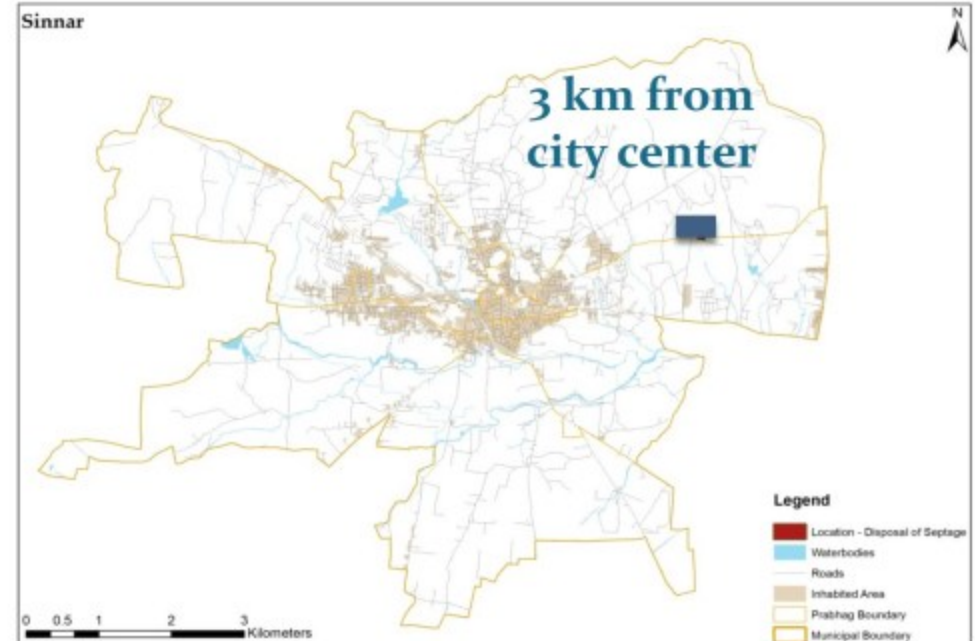 Sinnar
N
3 km from
city center
Legend
Location - Disposal of Septage
Waterbodies
Roads
Inhabited Area
Prabhag Boundary
Municipal Boundary
0 0.5 1 2 3
Kilometers